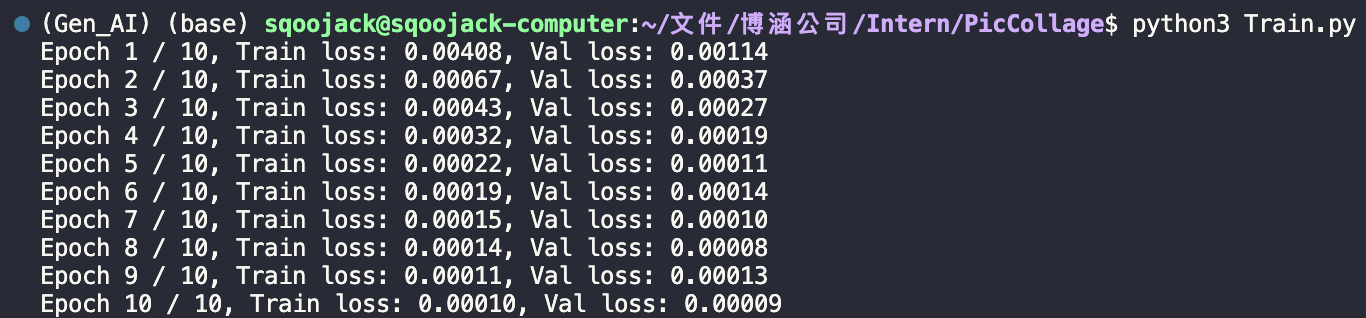 (Gen_AI) (base) sqoojack@sqoojack-computer:~/文件/博涵公司/Intern/PicCollage$ python3 Train.py
Epoch 1 / 10, Train loss: 0.00408, Val loss: 0.00114
Epoch 2 / 10, Train loss: 0.00067, Val loss: 0.00037
Epoch 3 / 10, Train loss: 0.00043, Val loss: 0.00027
Epoch 4 / 10, Train loss: 0.00032, Val loss: 0.00019
Epoch 5 / 10, Train loss: 0.00022, Val loss: 0.00011
Epoch 6 / 10, Train loss: 0.00019, Val loss: 0.00014
Epoch 7 / 10, Train loss: 0.00015, Val loss: 0.00010
Epoch 8 / 10, Train loss: 0.00014, Val loss: 0.00008
Epoch 9 / 10, Train loss: 0.00011, Val loss: 0.00013
Epoch 10 / 10, Train loss: 0.00010, Val loss: 0.00009